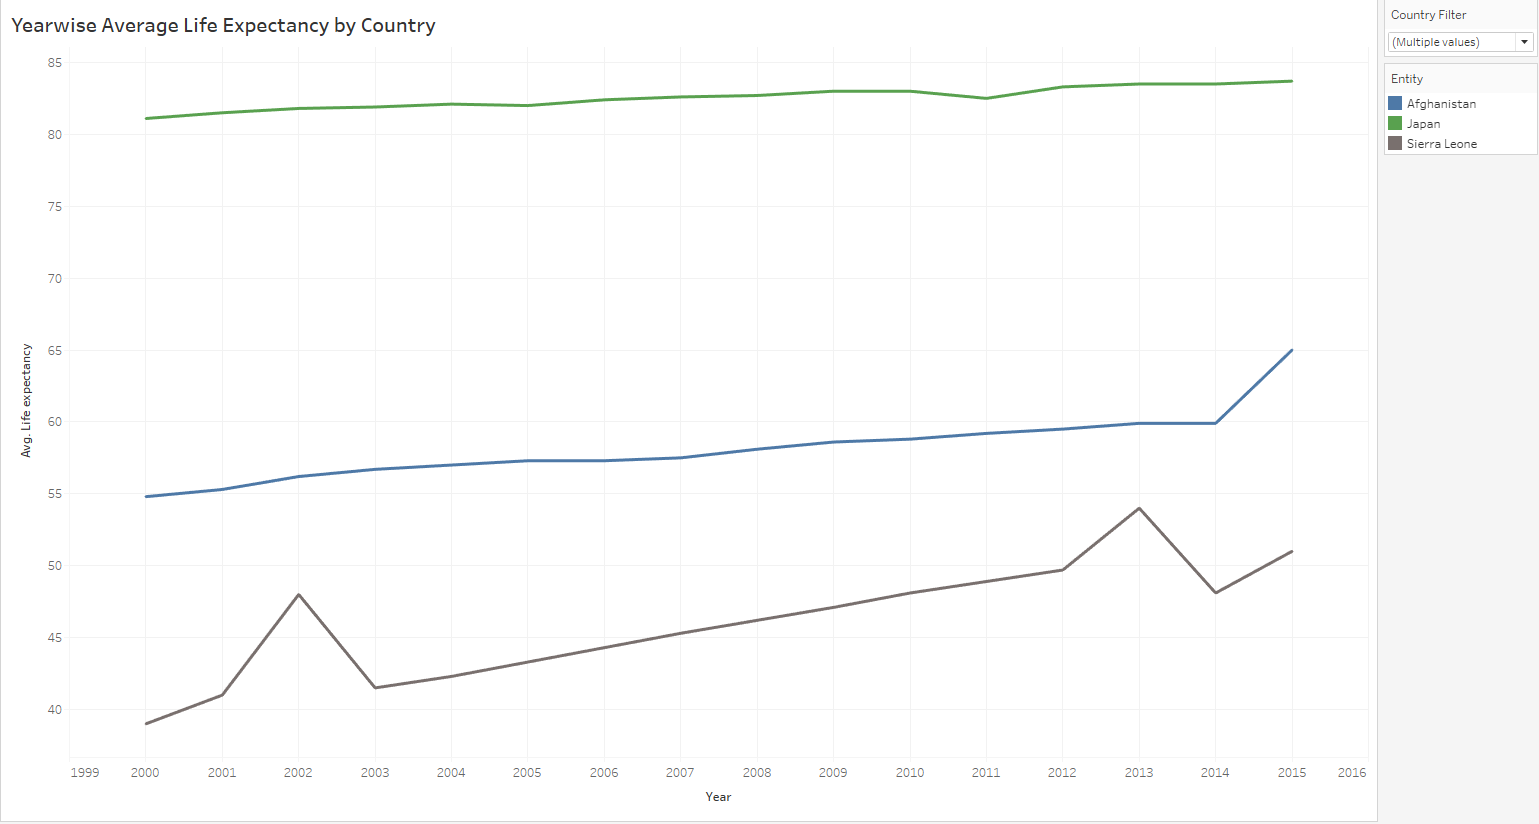 Yearwise Average Life Expectancy by Country
85
80
75
70
65
60
55
50
45
40
Avg. Life expectancy
1999 2000 2001 2002 2003 2004 2005 2006 2007 2008 2009 2010 2011 2012 2013 2014 2015 2016
Year
Country Filter
(Multiple values)
Entity
Afghanistan
Japan
Sierra Leone